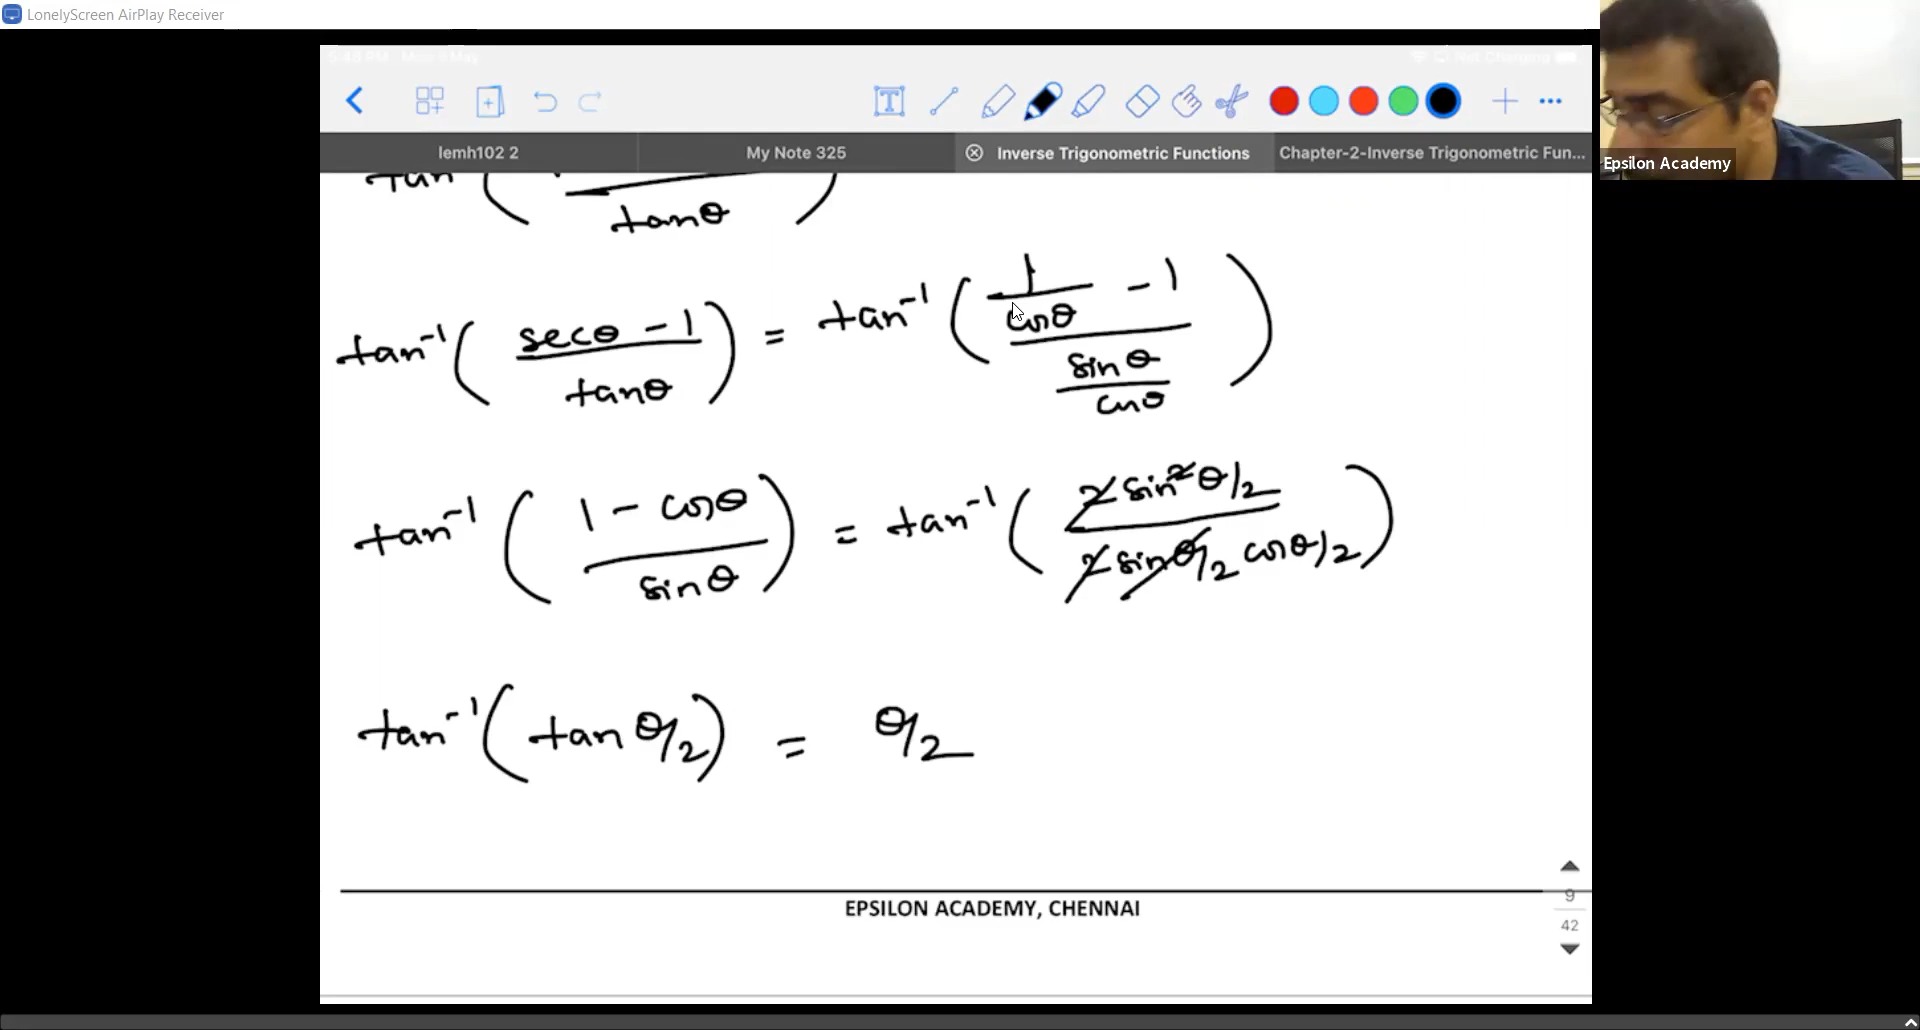 LonelyScreen AirPlay Receiver
Epsilon Academy
lemh102 2
My Note 325
Inverse Trigonometric Functions
Chapter-2-Inverse Trigonometric Fun...
tan
tanθ
tan⁻¹( (secθ - 1) / tanθ ) = tan⁻¹( (1/cosθ - 1) / (sinθ/cosθ) )
tan⁻¹( (1 - cosθ) / sinθ ) = tan⁻¹( (2 sin²θ/2) / (2 sinθ/2 cosθ/2) )
tan⁻¹( tan θ/2 ) = θ/2
EPSILON ACADEMY, CHENNAI
9
42